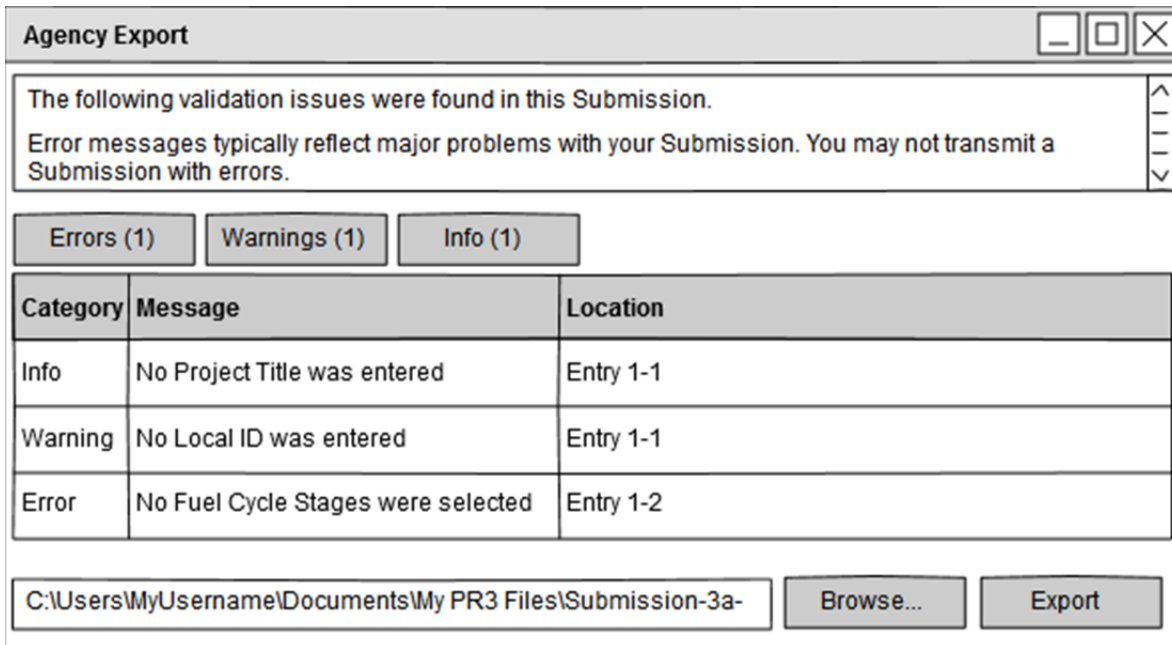 Agency Export
The following validation issues were found in this Submission.
Error messages typically reflect major problems with your Submission. You may not transmit a
Submission with errors.
Errors (1) Warnings (1) Info (1)
Category Message Location
Info No Project Title was entered Entry 1-1
Warning No Local ID was entered Entry 1-1
Error No Fuel Cycle Stages were selected Entry 1-2
C:\Users\MyUsername\Documents\My PR3 Files\Submission-3a- Browse... Export